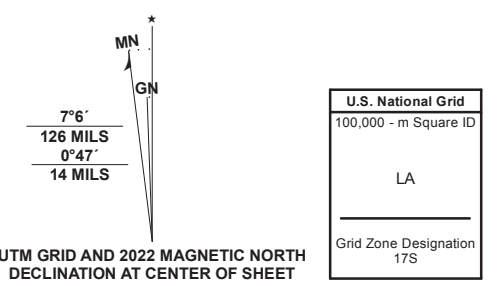 ★
MN
GN
7°6´
126 MILS
0°47´
14 MILS
UTM GRID AND 2022 MAGNETIC NORTH
DECLINATION AT CENTER OF SHEET
U.S. National Grid
100,000 - m Square ID
LA
Grid Zone Designation
17S